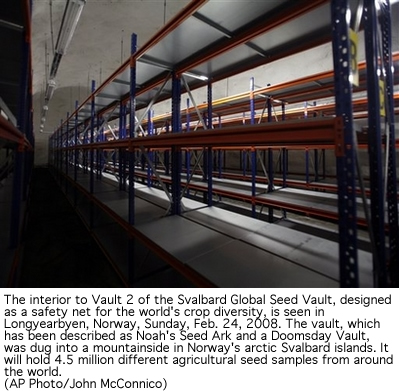 The interior to Vault 2 of the Svalbard Global Seed Vault, designed
as a safety net for the world's crop diversity, is seen in
Longyearbyen, Norway, Sunday, Feb. 24, 2008. The vault, which
has been described as Noah's Seed Ark and a Doomsday Vault,
was dug into a mountainside in Norway's arctic Svalbard islands. It
will hold 4.5 million different agricultural seed samples from around
the world.
(AP Photo/John McConnico)